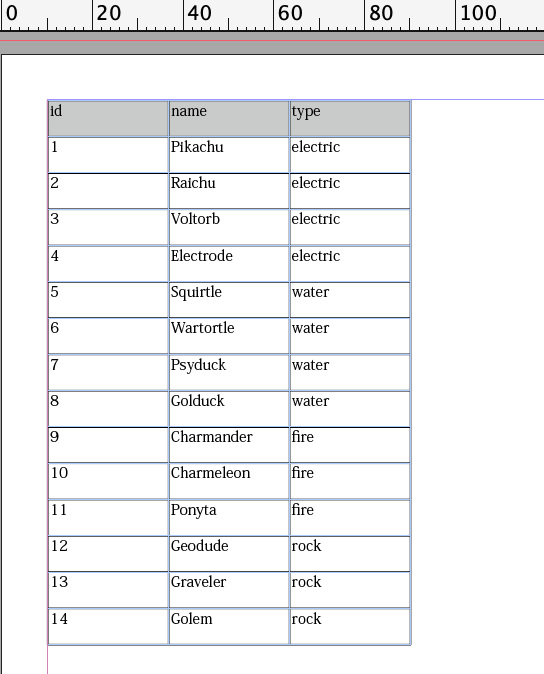 0 20 40 60 80 100
id name type
1 Pikachu electric
2 Raichu electric
3 Voltorb electric
4 Electrode electric
5 Squirtle water
6 Wartortle water
7 Psyduck water
8 Golduck water
9 Charmander fire
10 Charmeleon fire
11 Ponyta fire
12 Geodude rock
13 Graveler rock
14 Golem rock